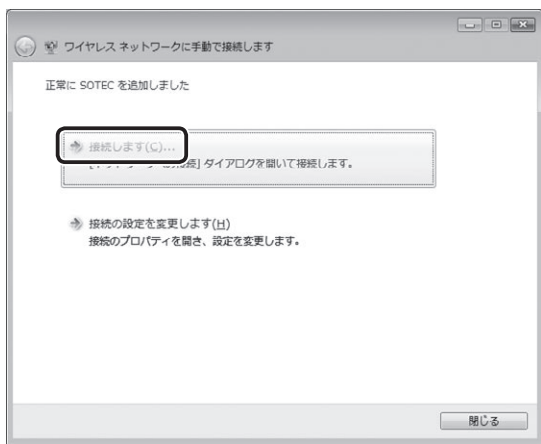 ワイヤレス ネットワークに手動で接続します
正常に SOTEC を追加しました
接続します(C)...
ダイアログを開いて接続します。
接続の設定を変更します(H)
接続のプロパティを開き、設定を変更します。
閉じる